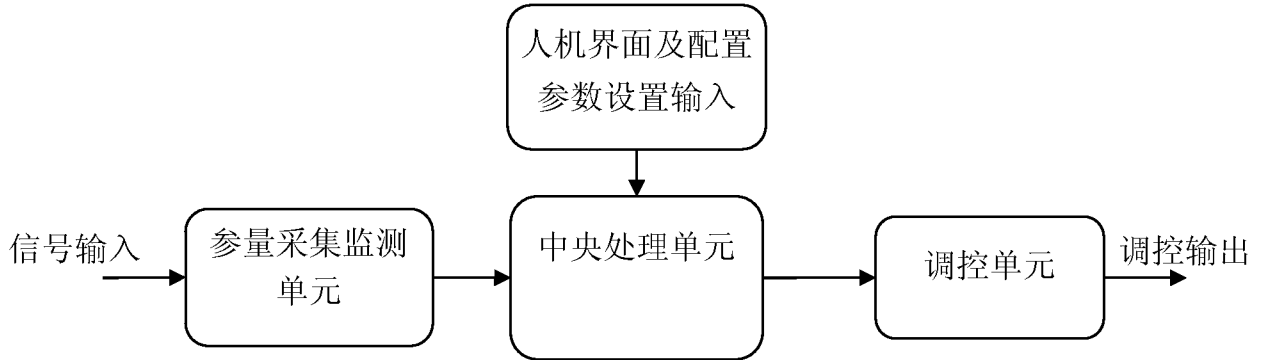 人机界面及配置
参数设置输入
信号输入
参量采集监测
单元
中央处理单元
调控单元
调控输出